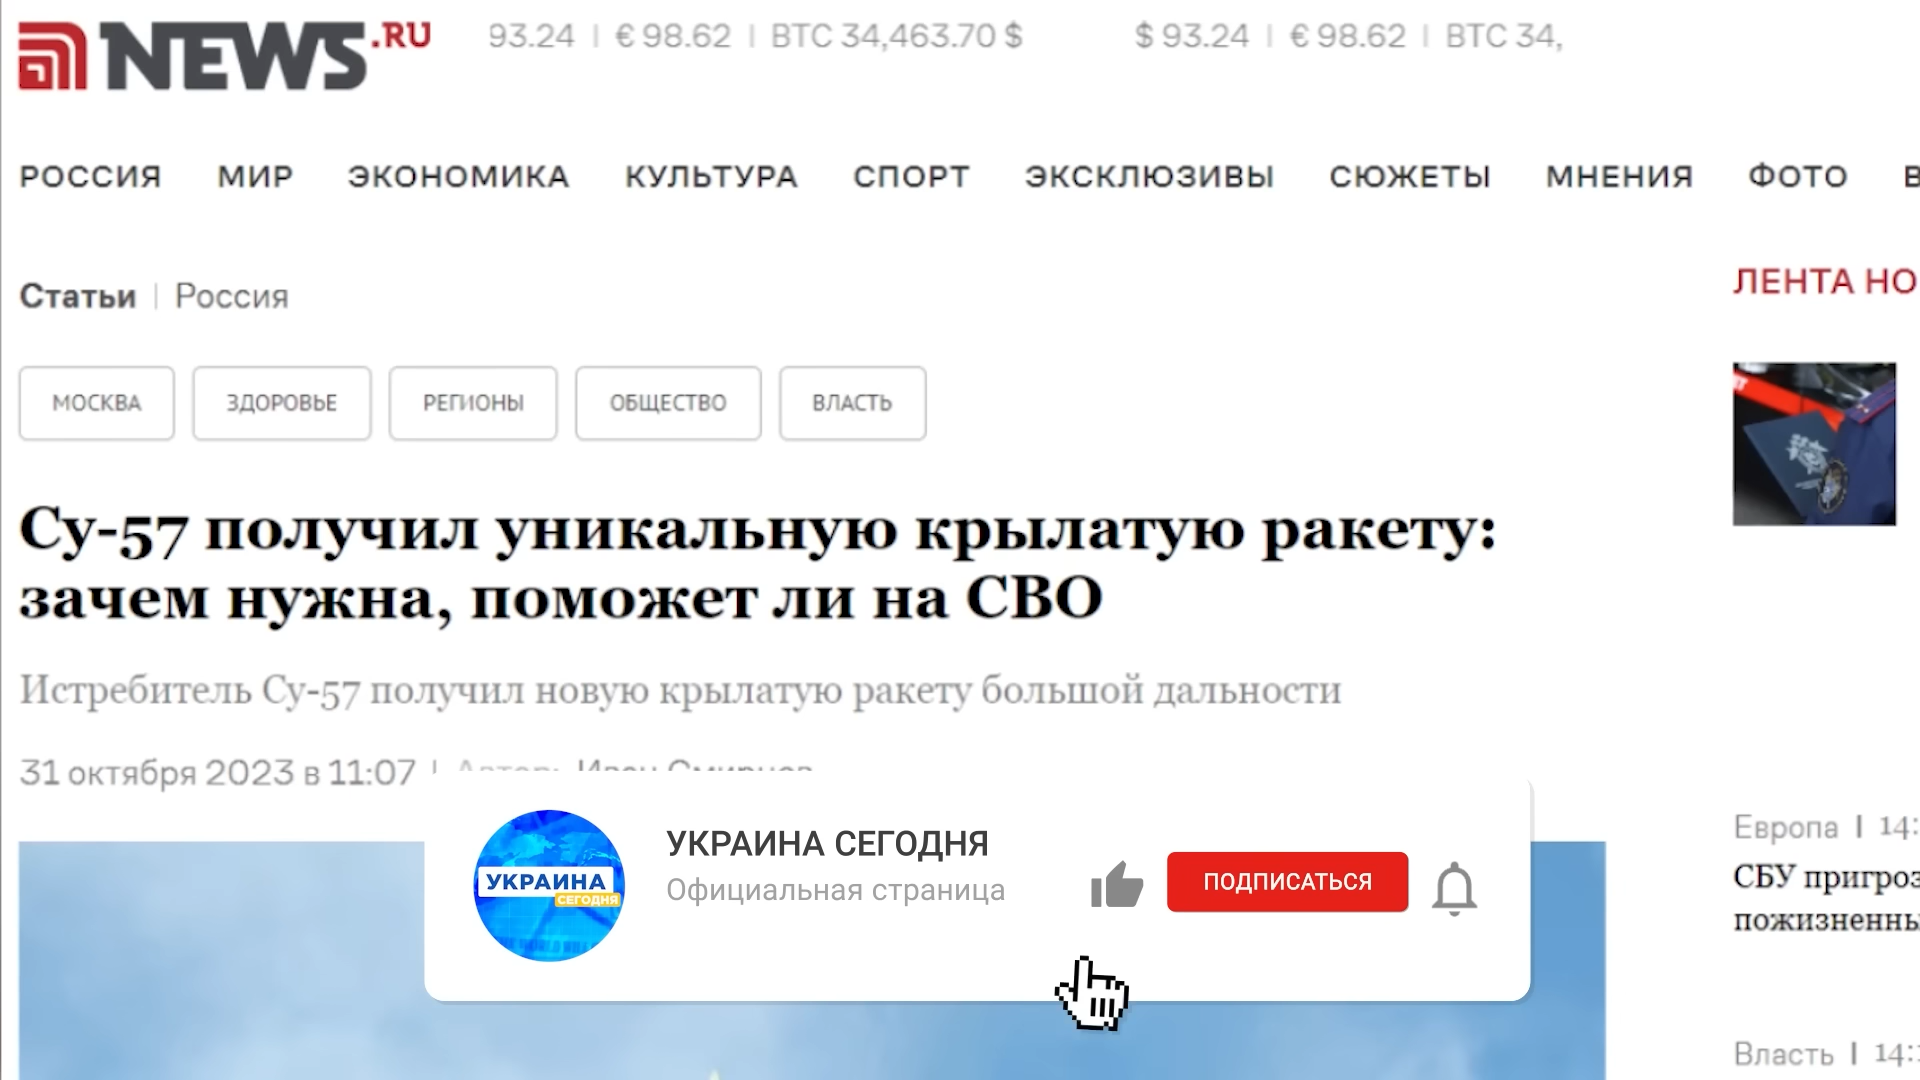 NEWS.RU
93.24 | € 98.62 | BTC 34,463.70 $ $ 93.24 | € 98.62 | BTC 34,
РОССИЯ МИР ЭКОНОМИКА КУЛЬТУРА СПОРТ ЭКСКЛЮЗИВЫ СЮЖЕТЫ МНЕНИЯ ФОТО В
Статьи | Россия
ЛЕНТА НО
МОСКВА ЗДОРОВЬЕ РЕГИОНЫ ОБЩЕСТВО ВЛАСТЬ
Су-57 получил уникальную крылатую ракету:
зачем нужна, поможет ли на СВО
Истребитель Су-57 получил новую крылатую ракету большой дальности
31 октября 2023 в 11:07 | Автор: Иван Смирнов
УКРАИНА
СЕГОДНЯ
УКРАИНА СЕГОДНЯ
Официальная страница
ПОДПИСАТЬСЯ
Европа | 14:
СБУ пригроз
пожизненны
Власть | 14: